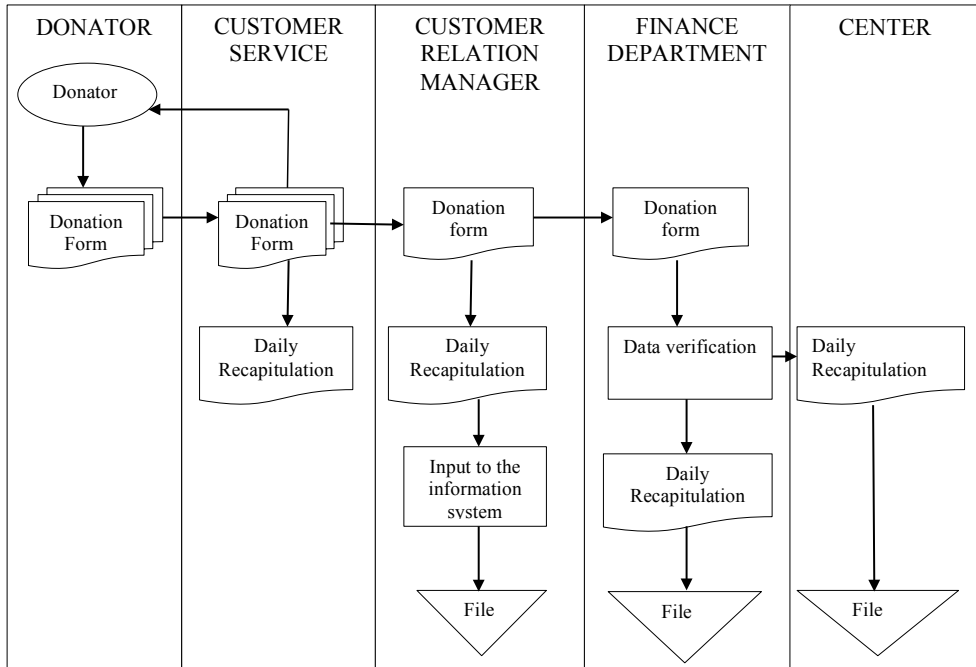 DONATOR
CUSTOMER
SERVICE
CUSTOMER
RELATION
MANAGER
FINANCE
DEPARTMENT
CENTER
Donator
Donation
Form
Donation
Form
Donation
form
Donation
form
Daily
Recapitulation
Daily
Recapitulation
Data verification
Daily
Recapitulation
Input to the
information
system
Daily
Recapitulation
File
File
File